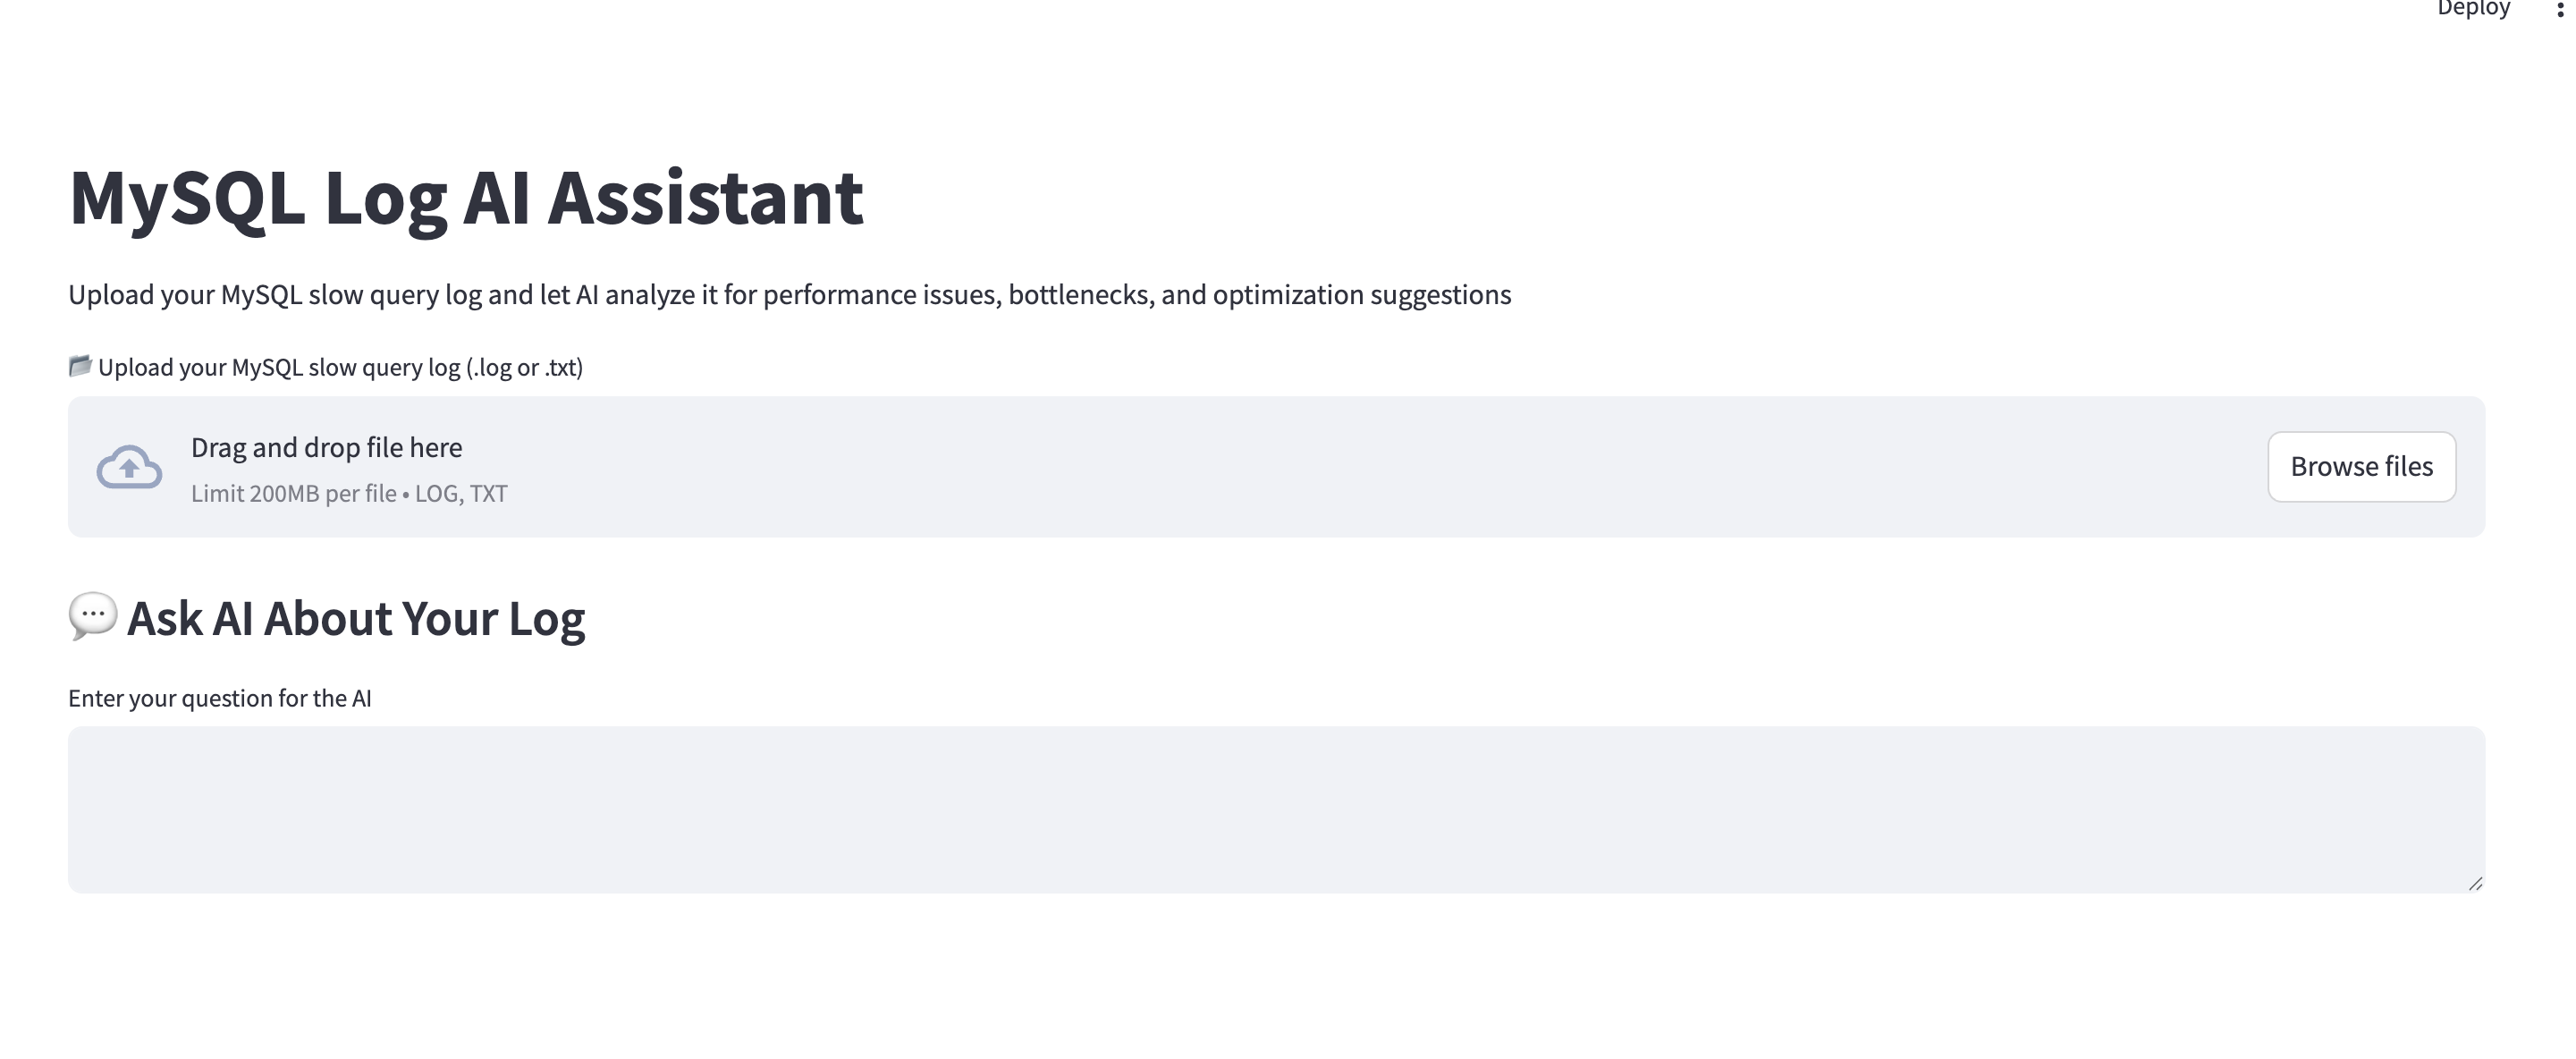 Deploy
MySQL Log AI Assistant
Upload your MySQL slow query log and let AI analyze it for performance issues, bottlenecks, and optimization suggestions
Upload your MySQL slow query log (.log or .txt)
Drag and drop file here
Limit 200MB per file • LOG, TXT
Browse files
Ask AI About Your Log
Enter your question for the AI